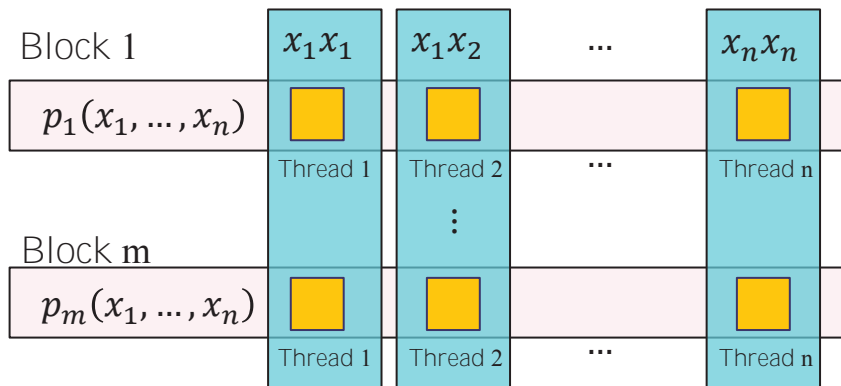 Block 1 x₁x₁ x₁x₂ ... xₙxₙ
p₁(x₁, …, xₙ)
Thread 1 Thread 2 ... Thread n
⋮
Block m
pₘ(x₁, …, xₙ)
Thread 1 Thread 2 ... Thread n